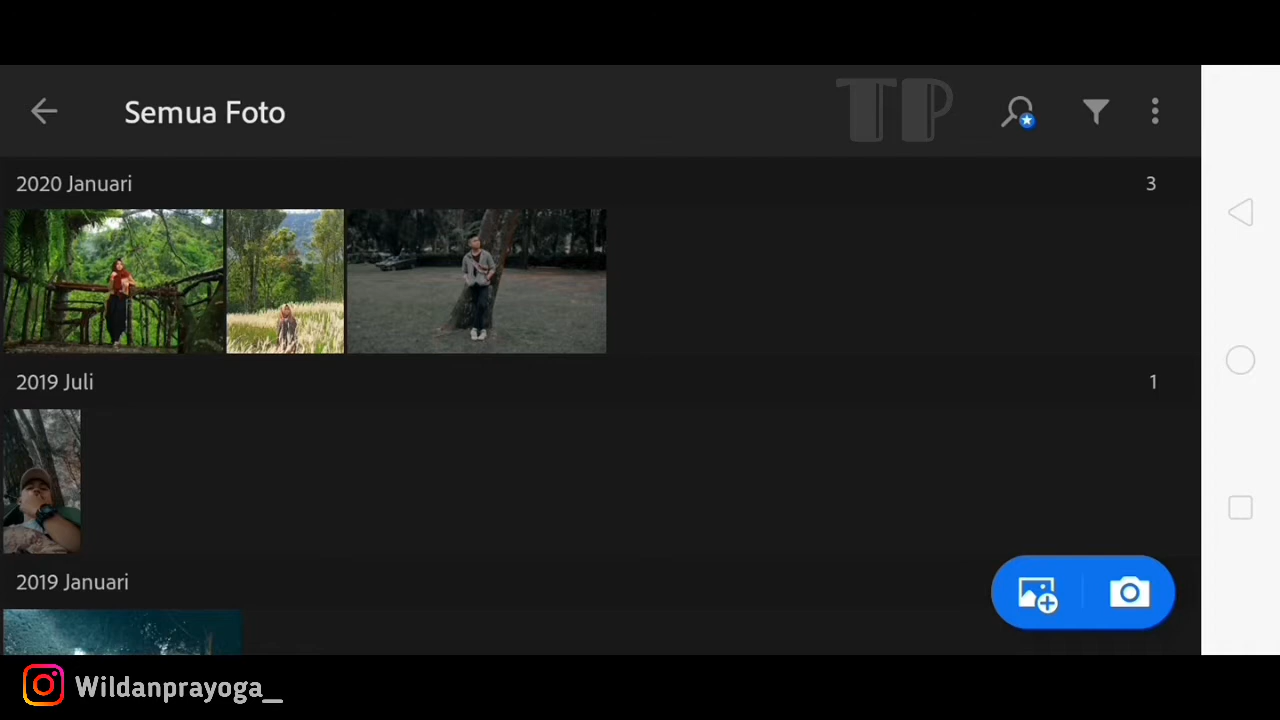 Semua Foto
TP
2020 Januari
3
2019 Juli
1
2019 Januari
Wildanprayoga_